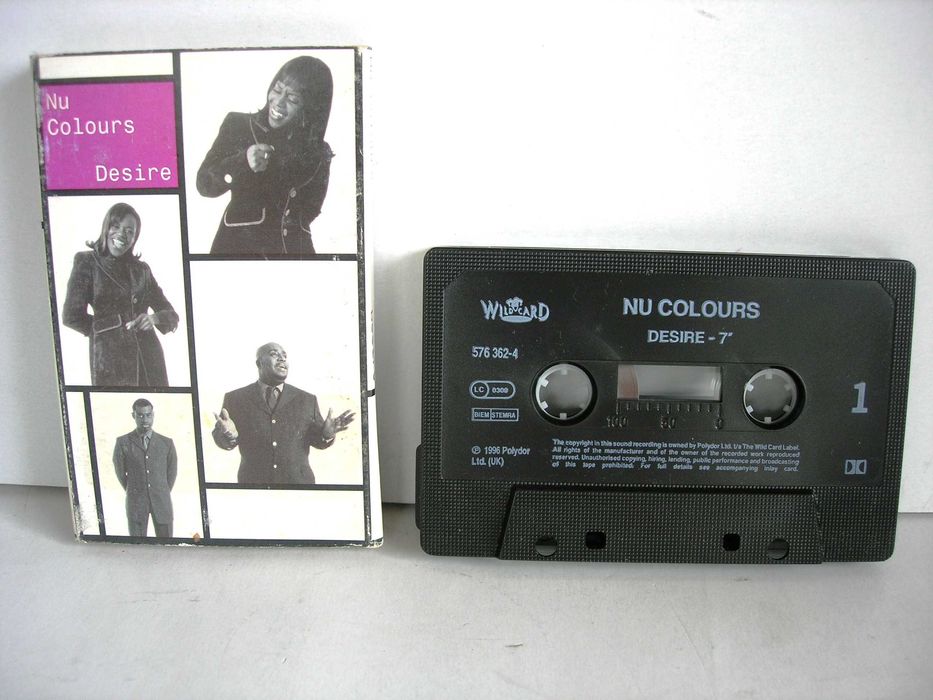 Nu
Colours
Desire
WILDCARD
NU COLOURS
DESIRE - 7"
576 362-4
LC 0309
BIEM STEMRA
1
100 50 0
℗ 1996 Polydor
Ltd. (UK)
The copyright in this sound recording is owned by Polydor Ltd. t/a The Wild Card Label.
All rights of the manufacturer and of the owner of the recorded work reproduced
reserved. Unauthorised copying, hiring, lending, public performance and broadcasting
of this tape prohibited. For full details see accompanying inlay card.